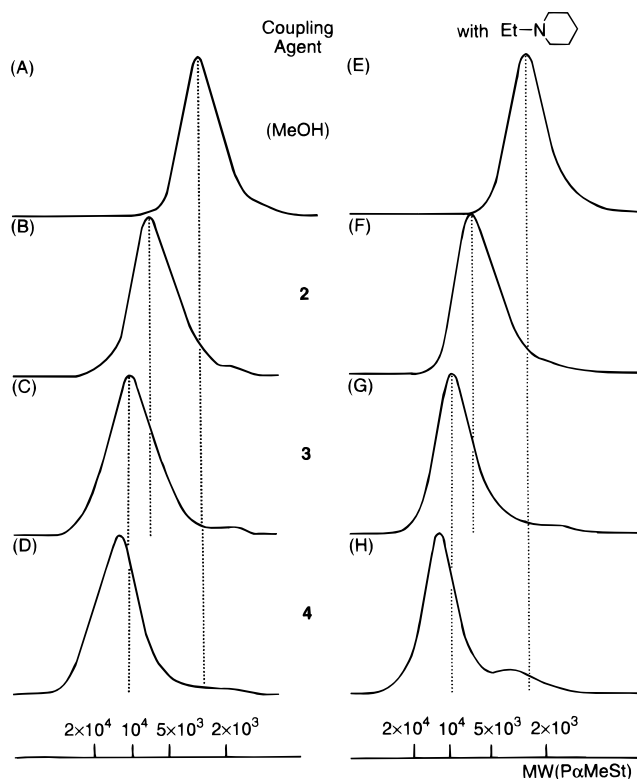 Coupling
Agent
with Et–N
(A)
(E)
(MeOH)
(B)
(F)
2
(C)
(G)
3
(D)
(H)
4
2×10⁴ 10⁴ 5×10³ 2×10³
2×10⁴ 10⁴ 5×10³ 2×10³
MW(PαMeSt)